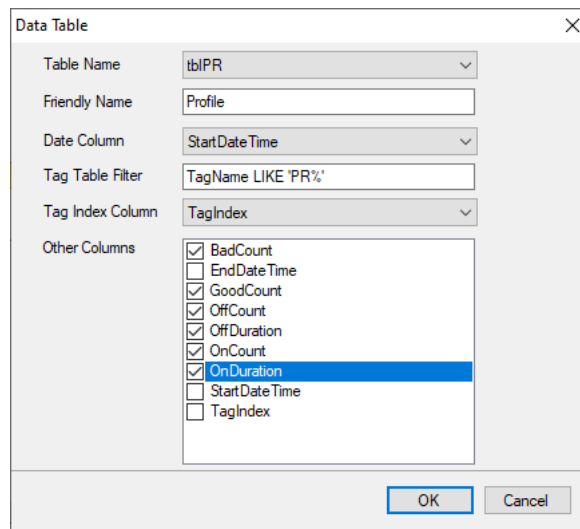 Data Table
Table Name tblPR
Friendly Name Profile
Date Column StartDateTime
Tag Table Filter TagName LIKE 'PR%'
Tag Index Column TagIndex
Other Columns BadCount
EndDateTime
GoodCount
OffCount
OffDuration
OnCount
OnDuration
StartDateTime
TagIndex
OK Cancel